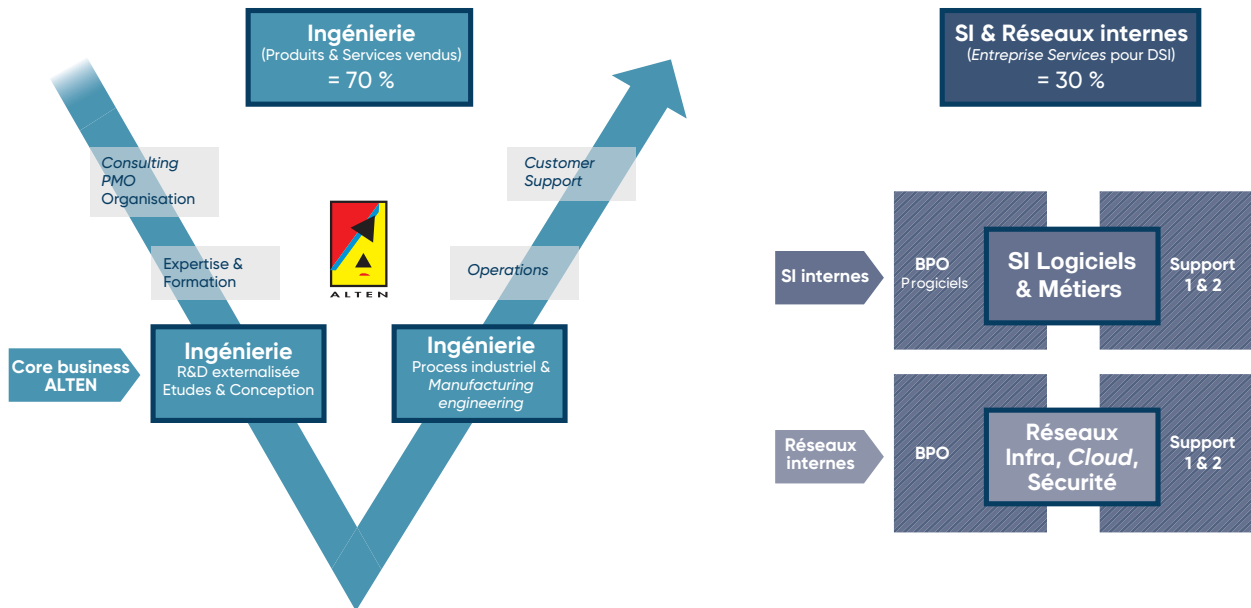 Ingénierie
(Produits & Services vendus)
= 70 %
Consulting
PMO
Organisation
Customer
Support
Expertise &
Formation
ALTEN
Operations
Core business
ALTEN
Ingénierie
R&D externalisée
Etudes & Conception
Ingénierie
Process industriel &
Manufacturing
engineering
SI & Réseaux internes
(Entreprise Services pour DSI)
= 30 %
SI internes
BPO
Progiciels
SI Logiciels
& Métiers
Support
1 & 2
Réseaux
internes
BPO
Réseaux
Infra, Cloud,
Sécurité
Support
1 & 2